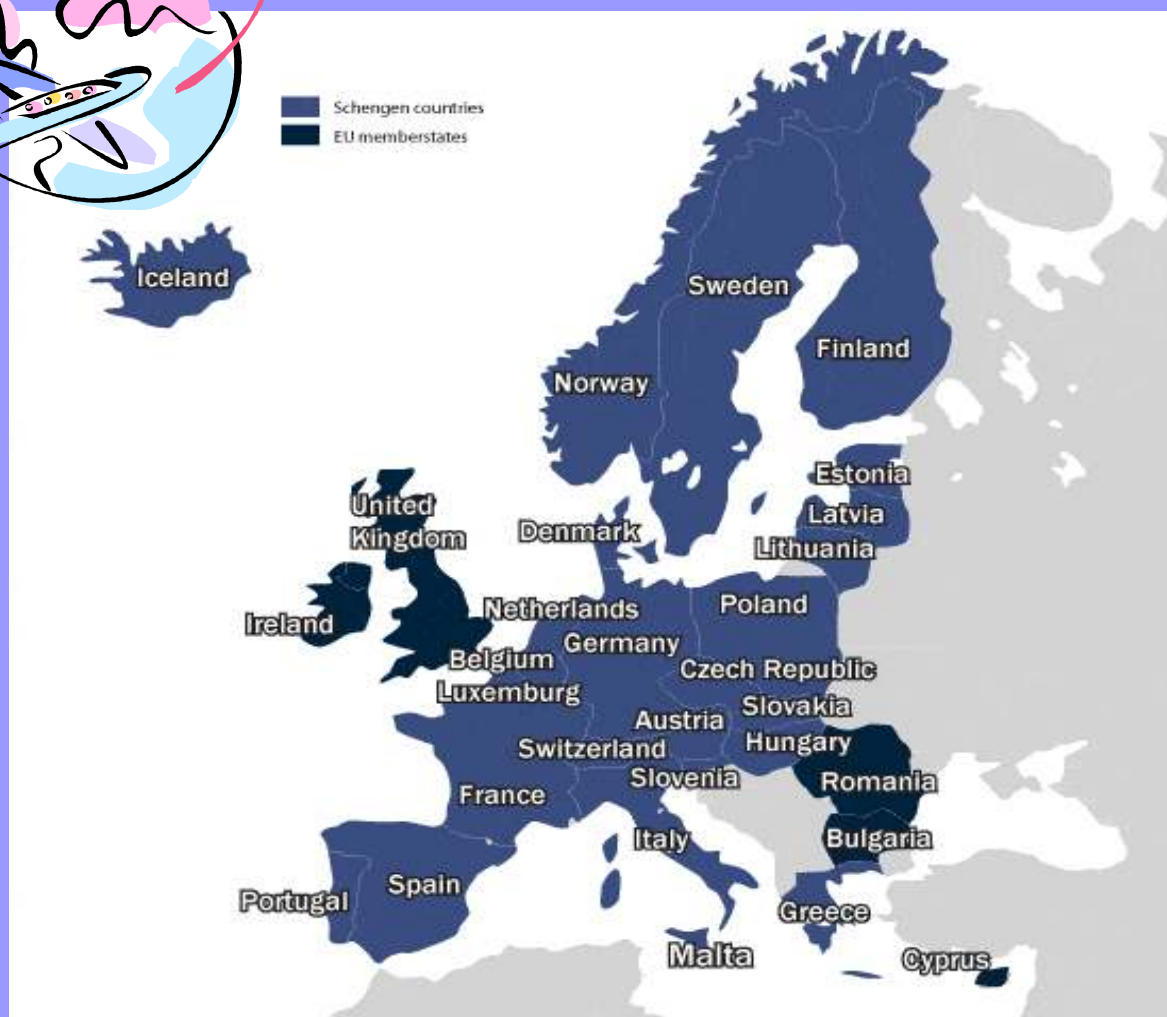 Schengen countries
EU memberstates
Iceland
Sweden
Finland
Norway
Estonia
United
Kingdom
Latvia
Denmark
Lithuania
Netherlands
Poland
Ireland
Germany
Belgium
Czech Republic
Luxemburg
Slovakia
Austria
Hungary
Switzerland
Slovenia
Romania
France
Italy
Bulgaria
Spain
Portugal
Greece
Malta
Cyprus